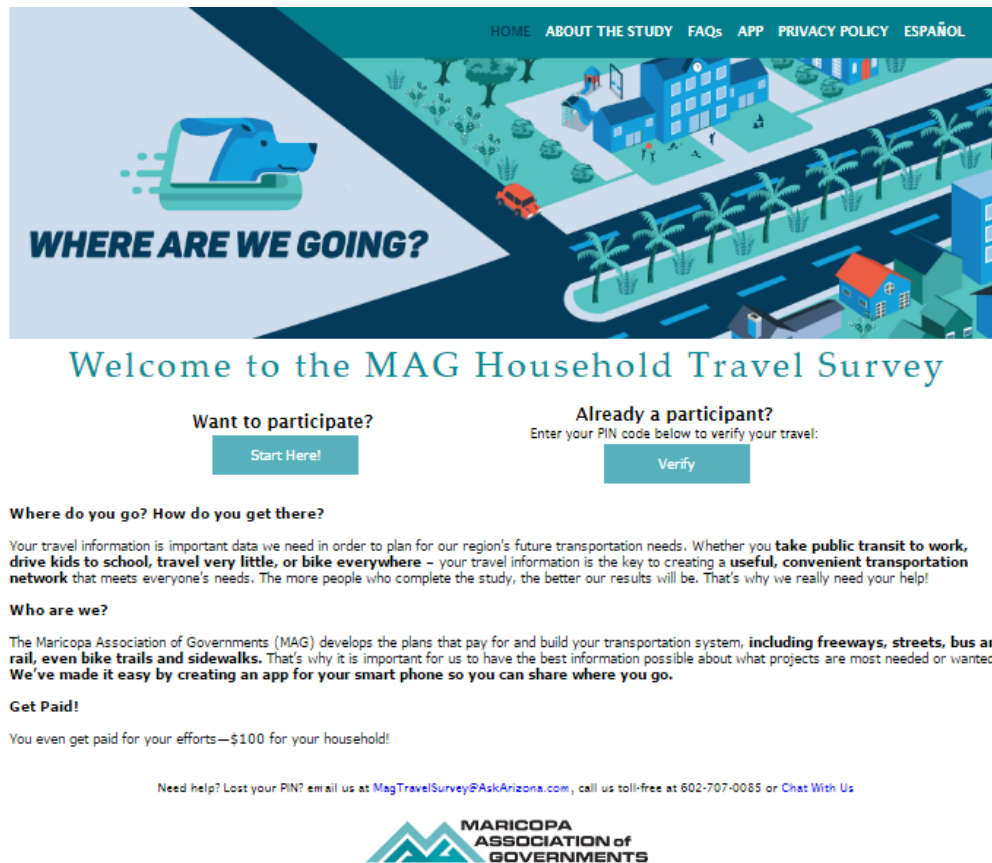 HOME ABOUT THE STUDY FAQs APP PRIVACY POLICY ESPAÑOL
WHERE ARE WE GOING?
Welcome to the MAG Household Travel Survey
Want to participate?
Start Here!
Already a participant?
Enter your PIN code below to verify your travel:
Verify
Where do you go? How do you get there?
Your travel information is important data we need in order to plan for our region's future transportation needs. Whether you take public transit to work,
drive kids to school, travel very little, or bike everywhere – your travel information is the key to creating a useful, convenient transportation
network that meets everyone's needs. The more people who complete the study, the better our results will be. That's why we really need your help!
Who are we?
The Maricopa Association of Governments (MAG) develops the plans that pay for and build your transportation system, including freeways, streets, bus an
rail, even bike trails and sidewalks. That's why it is important for us to have the best information possible about what projects are most needed or wanted
We've made it easy by creating an app for your smart phone so you can share where you go.
Get Paid!
You even get paid for your efforts—$100 for your household!
Need help? Lost your PIN? email us at MagTravelSurvey@AskArizona.com, call us toll-free at 602-707-0085 or Chat With Us
MARICOPA
ASSOCIATION of
GOVERNMENTS